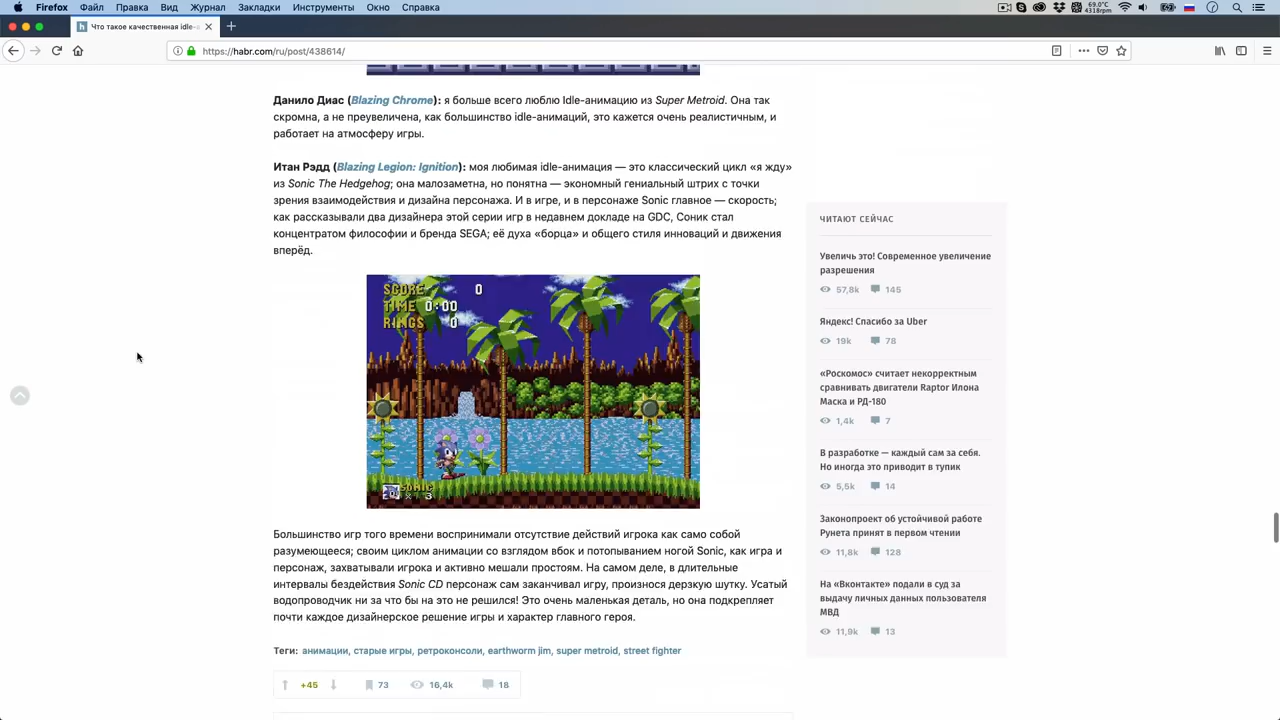 Firefox Файл Правка Вид Журнал Закладки Инструменты Окно Справка
69.0°C
4318rpm
Что такое качественная idle-а
https://habr.com/ru/post/438614/
Данило Диас (Blazing Chrome): я больше всего люблю Idle-анимацию из Super Metroid. Она так
скромна, а не преувеличена, как большинство idle-анимаций, это кажется очень реалистичным, и
работает на атмосферу игры.
Итан Рэдд (Blazing Legion: Ignition): моя любимая idle-анимация — это классический цикл «я жду»
из Sonic The Hedgehog; она малозаметна, но понятна — экономный гениальный штрих с точки
зрения взаимодействия и дизайна персонажа. И в игре, и в персонаже Sonic главное — скорость;
как рассказывали два дизайнера этой серии игр в недавнем докладе на GDC, Соник стал
концентратом философии и бренда SEGA; её духа «борца» и общего стиля инноваций и движения
вперёд.
SCORE 0
TIME 0:00
RINGS 0
SONIC
× 3
Большинство игр того времени воспринимали отсутствие действий игрока как само собой
разумеющееся; своим циклом анимации со взглядом вбок и потопыванием ногой Sonic, как игра и
персонаж, захватывали игрока и активно мешали простоям. На самом деле, в длительные
интервалы бездействия Sonic CD персонаж сам заканчивал игру, произнося дерзкую шутку. Усатый
водопроводчик ни за что бы на это не решился! Это очень маленькая деталь, но она подкрепляет
почти каждое дизайнерское решение игры и характер главного героя.
Теги: анимации, старые игры, ретроконсоли, earthworm jim, super metroid, street fighter
+45 73 16,4k 18
ЧИТАЮТ СЕЙЧАС
Увеличь это! Современное увеличение
разрешения
57,8k 145
Яндекс! Спасибо за Uber
19k 78
«Роскомос» считает некорректным
сравнивать двигатели Raptor Илона
Маска и РД-180
1,4k 7
В разработке — каждый сам за себя.
Но иногда это приводит в тупик
5,5k 14
Законопроект об устойчивой работе
Рунета принят в первом чтении
11,8k 128
На «Вконтакте» подали в суд за
выдачу личных данных пользователя
МВД
11,9k 13